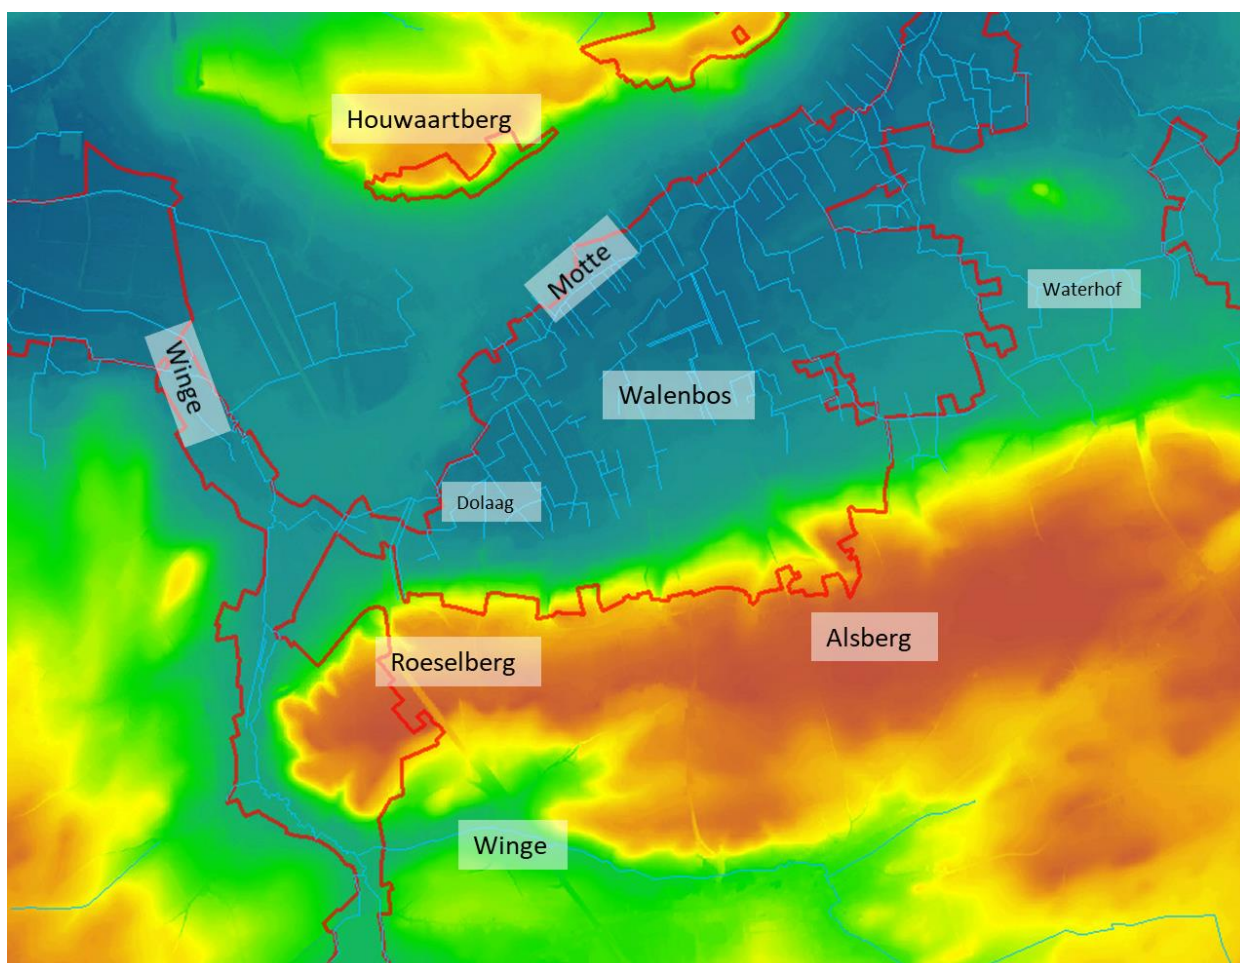 Houwaartberg
Motte
Waterhof
Winge
Walenbos
Dolaag
Alsberg
Roeselberg
Winge